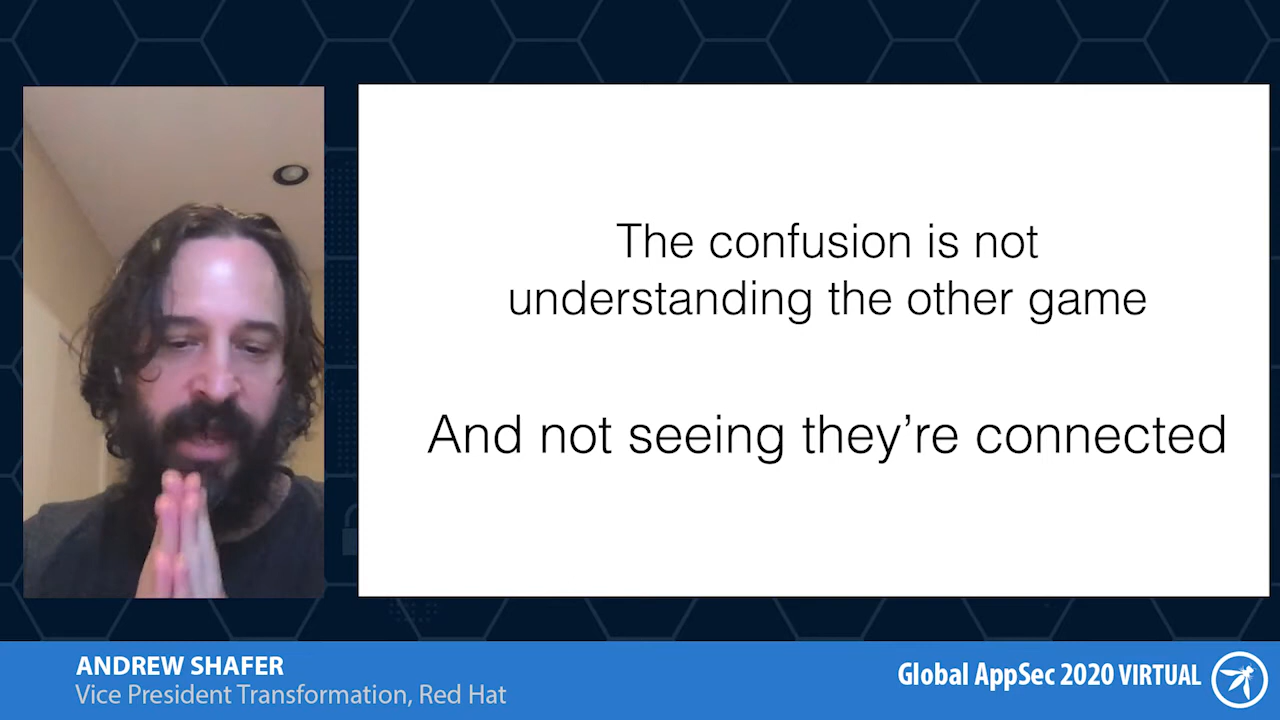 The confusion is not
understanding the other game
And not seeing they’re connected
ANDREW SHAFER
Vice President Transformation, Red Hat
Global AppSec 2020 VIRTUAL